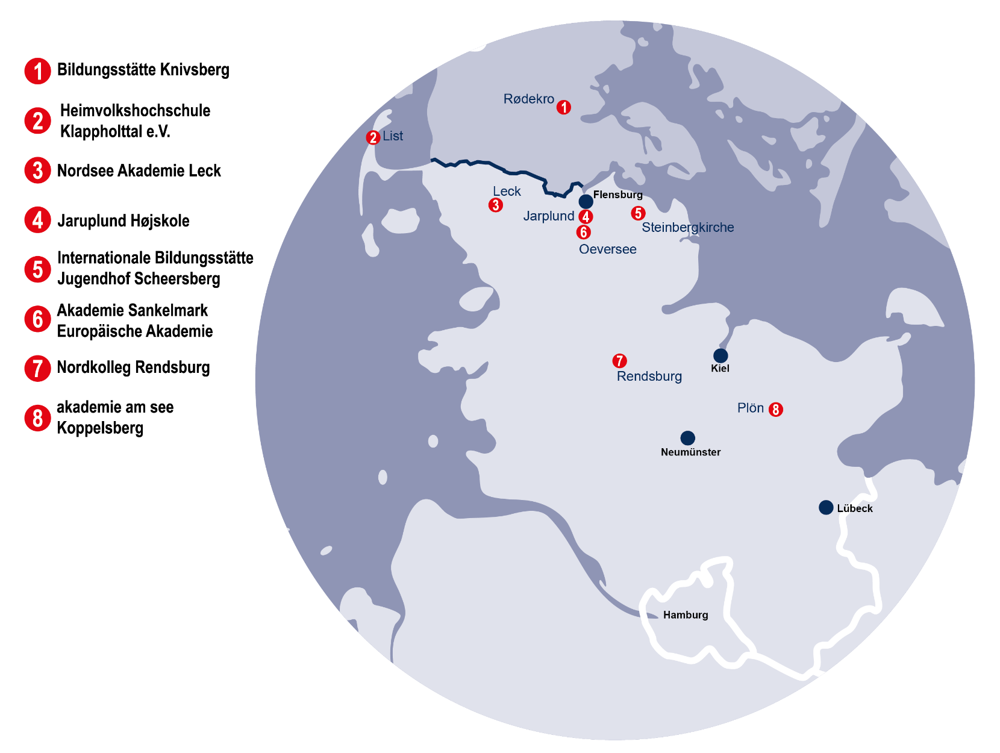 1 Bildungsstätte Knivsberg
2 Heimvolkshochschule
Klappholttal e.V.
3 Nordsee Akademie Leck
4 Jaruplund Højskole
5 Internationale Bildungsstätte
Jugendhof Scheersberg
6 Akademie Sankelmark
Europäische Akademie
7 Nordkolleg Rendsburg
8 akademie am see
Koppelsberg
Rødekro 1
2 List
Leck
3
Flensburg
Jarplund 4
5
Steinbergkirche
6
Oeversee
7
Rendsburg
Kiel
Plön 8
Neumünster
Lübeck
Hamburg